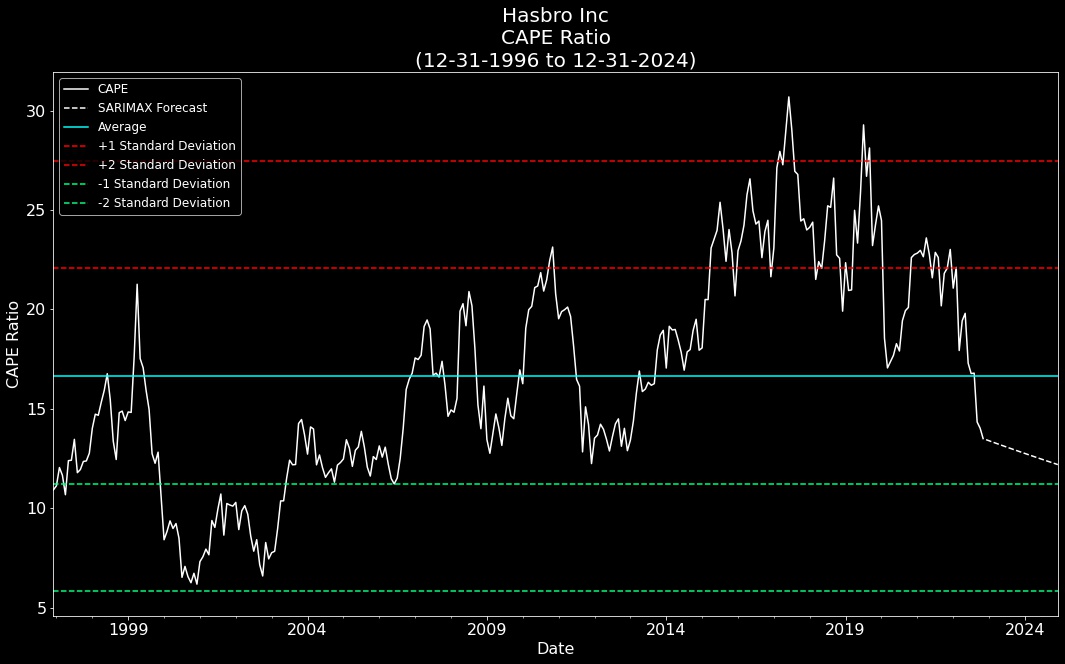 Hasbro Inc
CAPE Ratio
(12-31-1996 to 12-31-2024)
CAPE
SARIMAX Forecast
Average
+1 Standard Deviation
+2 Standard Deviation
-1 Standard Deviation
-2 Standard Deviation
CAPE Ratio
30
25
20
15
10
5
1999 2004 2009 2014 2019 2024
Date